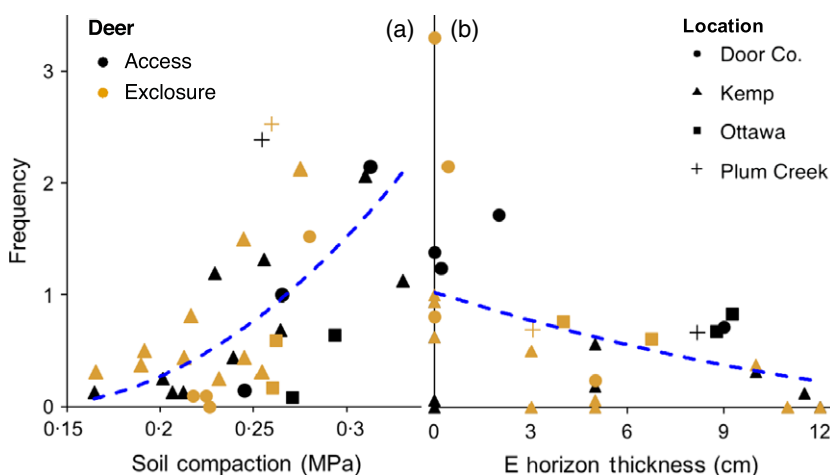 Deer
Access
Exclosure
(a)
(b)
Location
Door Co.
Kemp
Ottawa
Plum Creek
Frequency
3
2
1
0
0·15
0·2
0·25
0·3
Soil compaction (MPa)
0
3
6
9
12
E horizon thickness (cm)